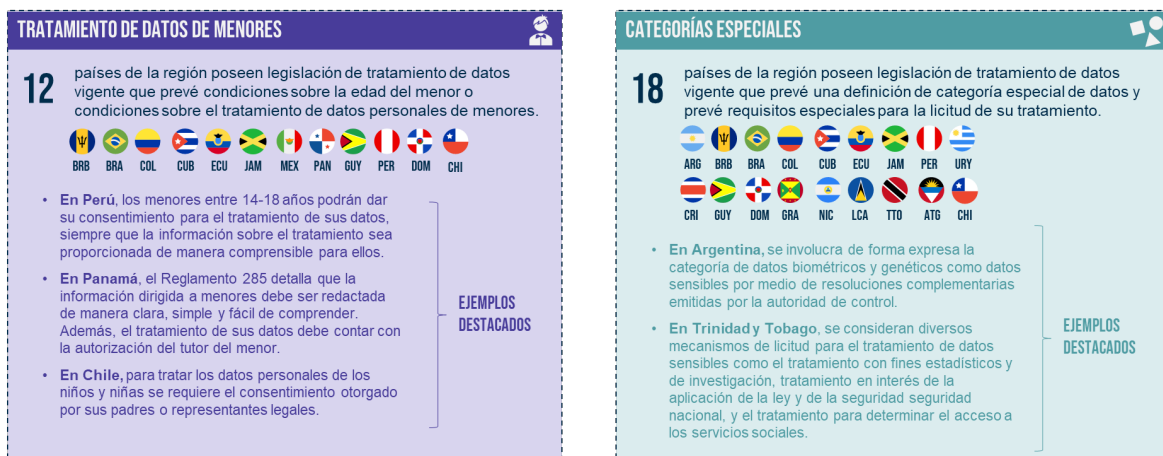 TRATAMIENTO DE DATOS DE MENORES
12
países de la región poseen legislación de tratamiento de datos
vigente que prevé condiciones sobre la edad del menor o
condiciones sobre el tratamiento de datos personales de menores.
BRB BRA COL CUB ECU JAM MEX PAN GUY PER DOM CHI
• En Perú, los menores entre 14-18 años podrán dar
su consentimiento para el tratamiento de sus datos,
siempre que la información sobre el tratamiento sea
proporcionada de manera comprensible para ellos.
• En Panamá, el Reglamento 285 detalla que la
información dirigida a menores debe ser redactada
de manera clara, simple y fácil de comprender.
Además, el tratamiento de sus datos debe contar con
la autorización del tutor del menor.
• En Chile, para tratar los datos personales de los
niños y niñas se requiere el consentimiento otorgado
por sus padres o representantes legales.
EJEMPLOS
DESTACADOS
CATEGORÍAS ESPECIALES
18
países de la región poseen legislación de tratamiento de datos
vigente que prevé una definición de categoría especial de datos y
prevé requisitos especiales para la licitud de su tratamiento.
ARG BRB BRA COL CUB ECU JAM PER URY
CRI GUY DOM GRA NIC LCA TTO ATG CHI
• En Argentina, se involucra de forma expresa la
categoría de datos biométricos y genéticos como datos
sensibles por medio de resoluciones complementarias
emitidas por la autoridad de control.
• En Trinidad y Tobago, se consideran diversos
mecanismos de licitud para el tratamiento de datos
sensibles como el tratamiento con fines estadísticos y
de investigación, tratamiento en interés de la
aplicación de la ley y de la seguridad seguridad
nacional, y el tratamiento para determinar el acceso a
los servicios sociales.
EJEMPLOS
DESTACADOS